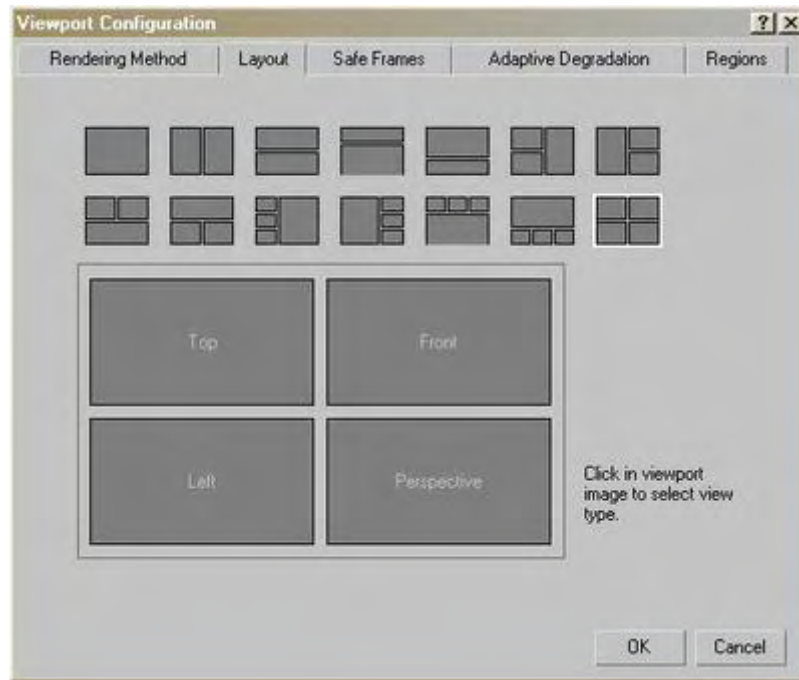 Viewport Configuration
Rendering Method
Layout
Safe Frames
Adaptive Degradation
Regions
Top
Front
Left
Perspective
Click in viewport
image to select view
type.
OK
Cancel